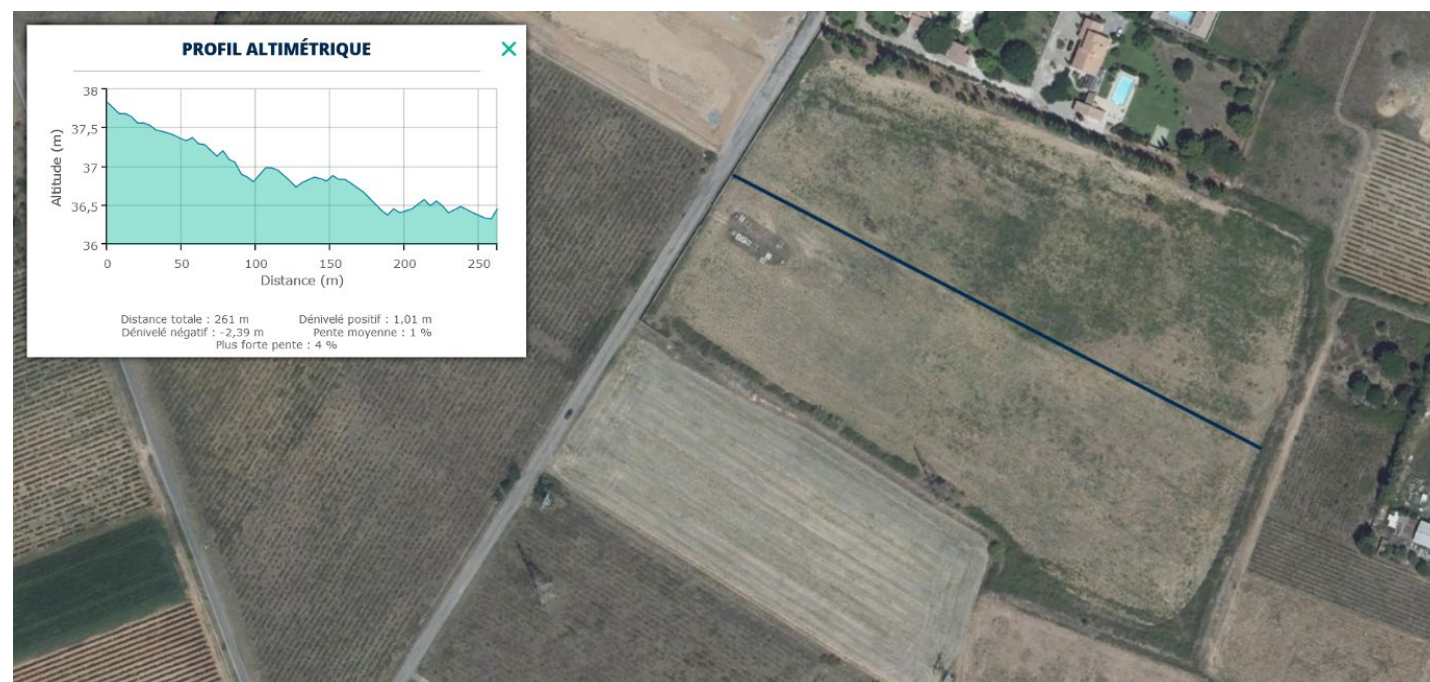 PROFIL ALTIMÉTRIQUE
38
37,5
37
36,5
36
Altitude (m)
0 50 100 150 200 250
Distance (m)
Distance totale : 261 m Dénivelé positif : 1,01 m
Dénivelé négatif : -2,39 m Pente moyenne : 1 %
Plus forte pente : 4 %